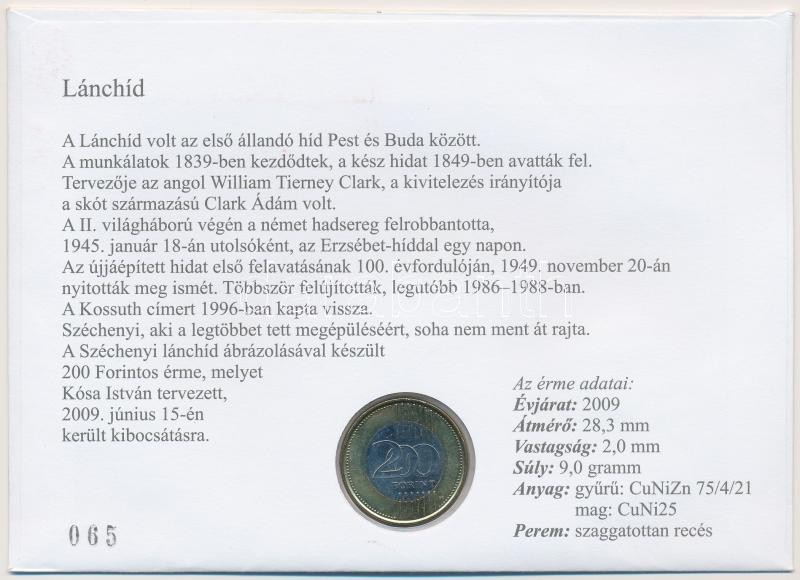 Lánchíd
A Lánchíd volt az első állandó híd Pest és Buda között.
A munkálatok 1839-ben kezdődtek, a kész hidat 1849-ben avatták fel.
Tervezője az angol William Tierney Clark, a kivitelezés irányítója
a skót származású Clark Ádám volt.
A II. világháború végén a német hadsereg felrobbantotta,
1945. január 18-án utolsóként, az Erzsébet-híddal egy napon.
Az újjáépített hidat első felavatásának 100. évfordulóján, 1949. november 20-án
nyitották meg ismét. Többször felújították, legutóbb 1986–1988-ban.
A Kossuth címert 1996-ban kapta vissza.
Széchenyi, aki a legtöbbet tett megépüléséért, soha nem ment át rajta.
A Széchenyi lánchíd ábrázolásával készült
200 Forintos érme, melyet
Kósa István tervezett,
2009. június 15-én
került kibocsátásra.
200
FORINT
Az érme adatai:
Évjárat: 2009
Átmérő: 28,3 mm
Vastagság: 2,0 mm
Súly: 9,0 gramm
Anyag: gyűrű: CuNiZn 75/4/21
mag: CuNi25
Perem: szaggatottan recés
065